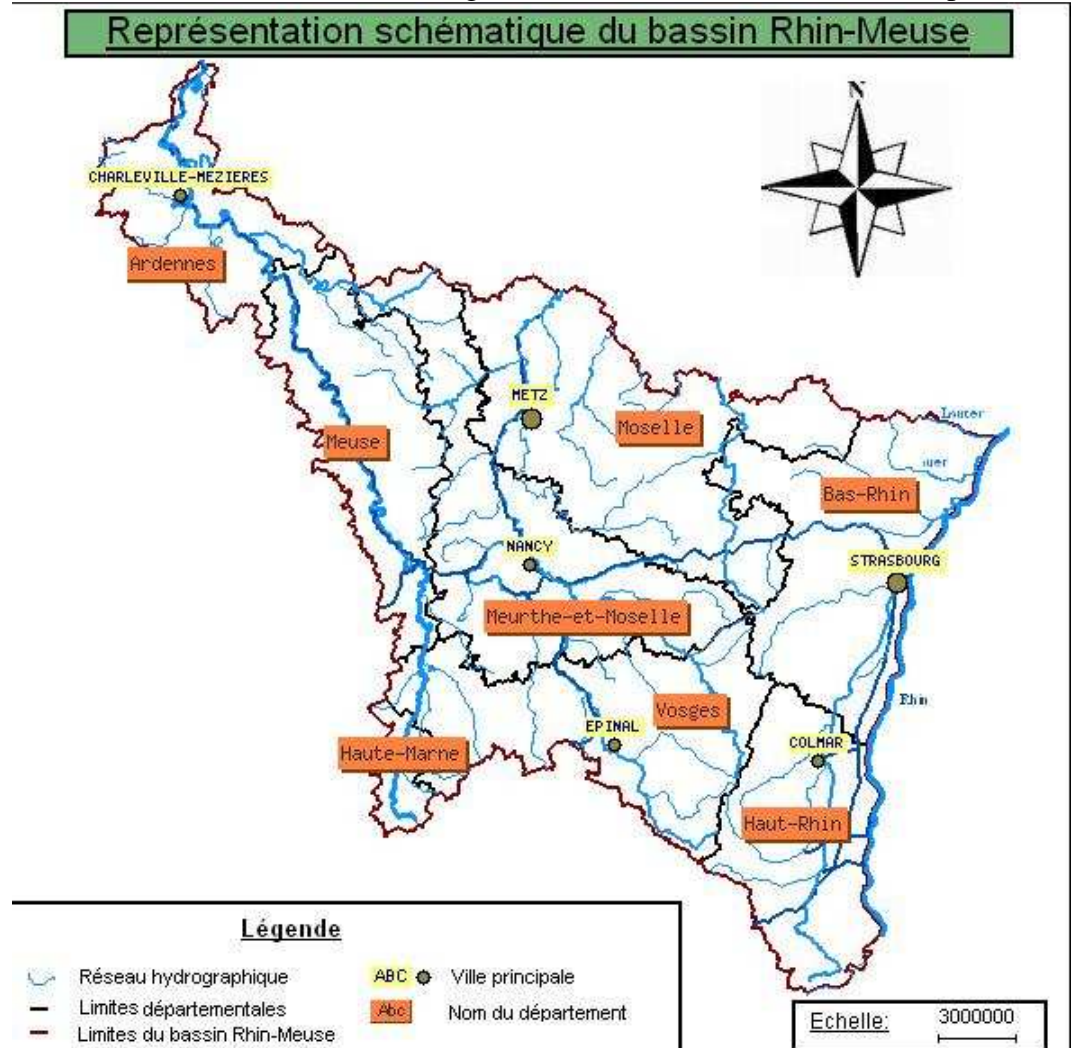 Représentation schématique du bassin Rhin-Meuse
N
CHARLEVILLE-MEZIERES
Ardennes
METZ
Meuse
Moselle
Lauter
Bas-Rhin
NANCY
STRASBOURG
Meurthe-et-Moselle
Rhin
Vosges
EPINAL
COLMAR
Haute-Marne
Haut-Rhin
Légende
Réseau hydrographique
ABC
Ville principale
Limites départementales
Abc
Nom du département
Limites du bassin Rhin-Meuse
Echelle:
3000000